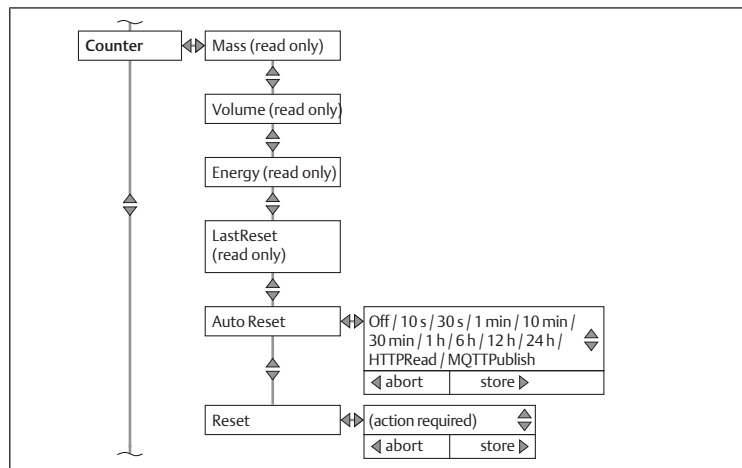 Counter
Mass (read only)
Volume (read only)
Energy (read only)
LastReset
(read only)
Auto Reset
Off / 10 s / 30 s / 1 min / 10 min /
30 min / 1 h / 6 h / 12 h / 24 h /
HTTPRead / MQTTPublish
abort store
Reset
(action required)
abort store